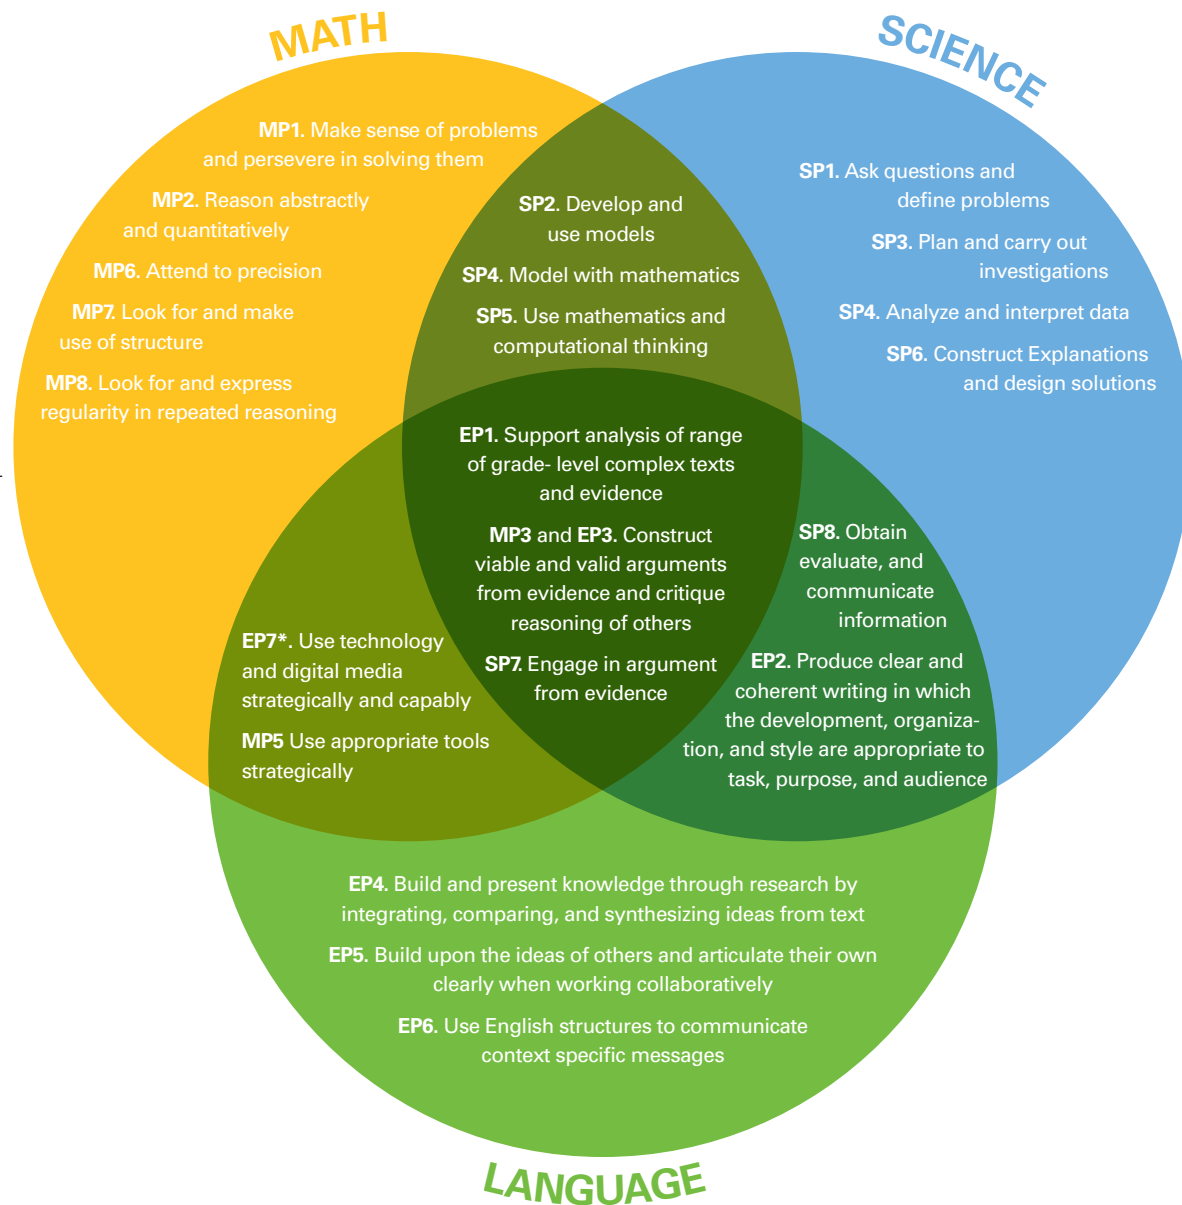 MATH
SCIENCE
MP1. Make sense of problems
and persevere in solving them
MP2. Reason abstractly
and quantitatively
MP6. Attend to precision
MP7. Look for and make
use of structure
MP8. Look for and express
regularity in repeated reasoning
SP2. Develop and
use models
SP4. Model with mathematics
SP5. Use mathematics and
computational thinking
SP1. Ask questions and
define problems
SP3. Plan and carry out
investigations
SP4. Analyze and interpret data
SP6. Construct Explanations
and design solutions
EP1. Support analysis of range
of grade- level complex texts
and evidence
MP3 and EP3. Construct
viable and valid arguments
from evidence and critique
reasoning of others
SP7. Engage in argument
from evidence
EP7*. Use technology
and digital media
strategically and capably
MP5 Use appropriate tools
strategically
SP8. Obtain
evaluate, and
communicate
information
EP2. Produce clear and
coherent writing in which
the development, organiza-
tion, and style are appropriate to
task, purpose, and audience
EP4. Build and present knowledge through research by
integrating, comparing, and synthesizing ideas from text
EP5. Build upon the ideas of others and articulate their own
clearly when working collaboratively
EP6. Use English structures to communicate
context specific messages
LANGUAGE